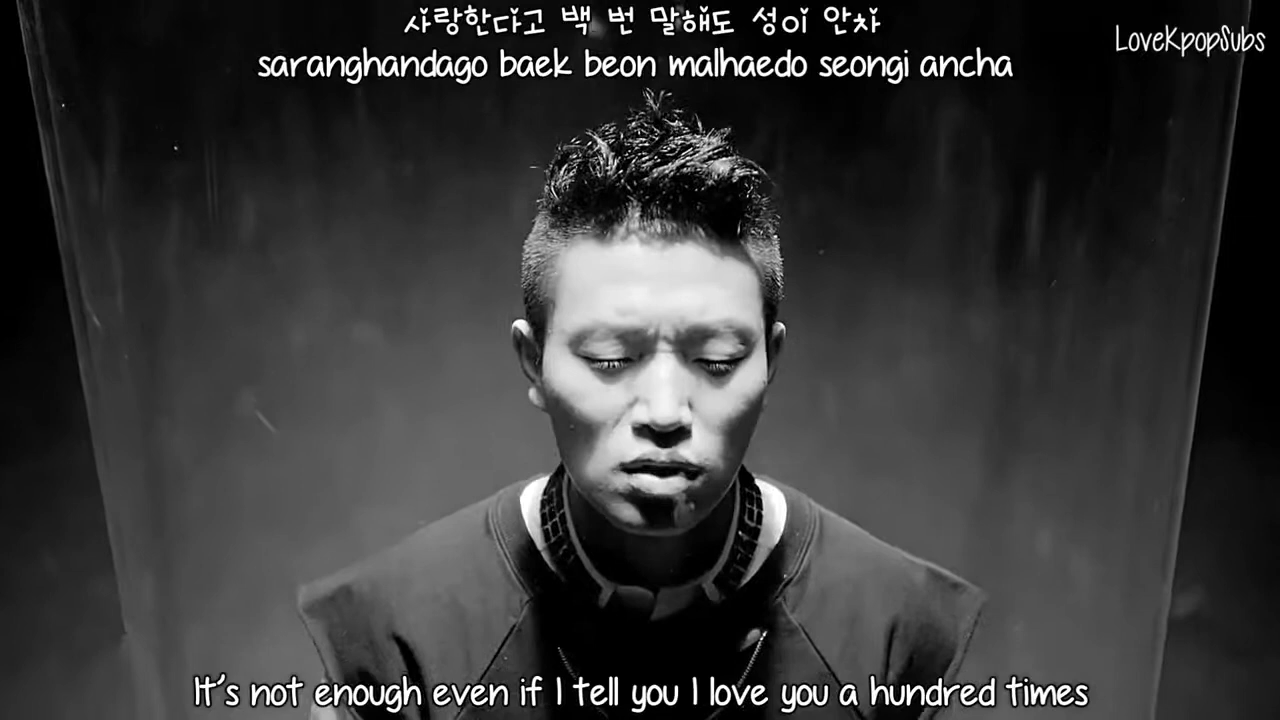 사랑한다고 백 번 말해도 성이 안차
LoveKpopSubs
saranghandago baek beon malhaedo seongi ancha
It's not enough even if I tell you I love you a hundred times